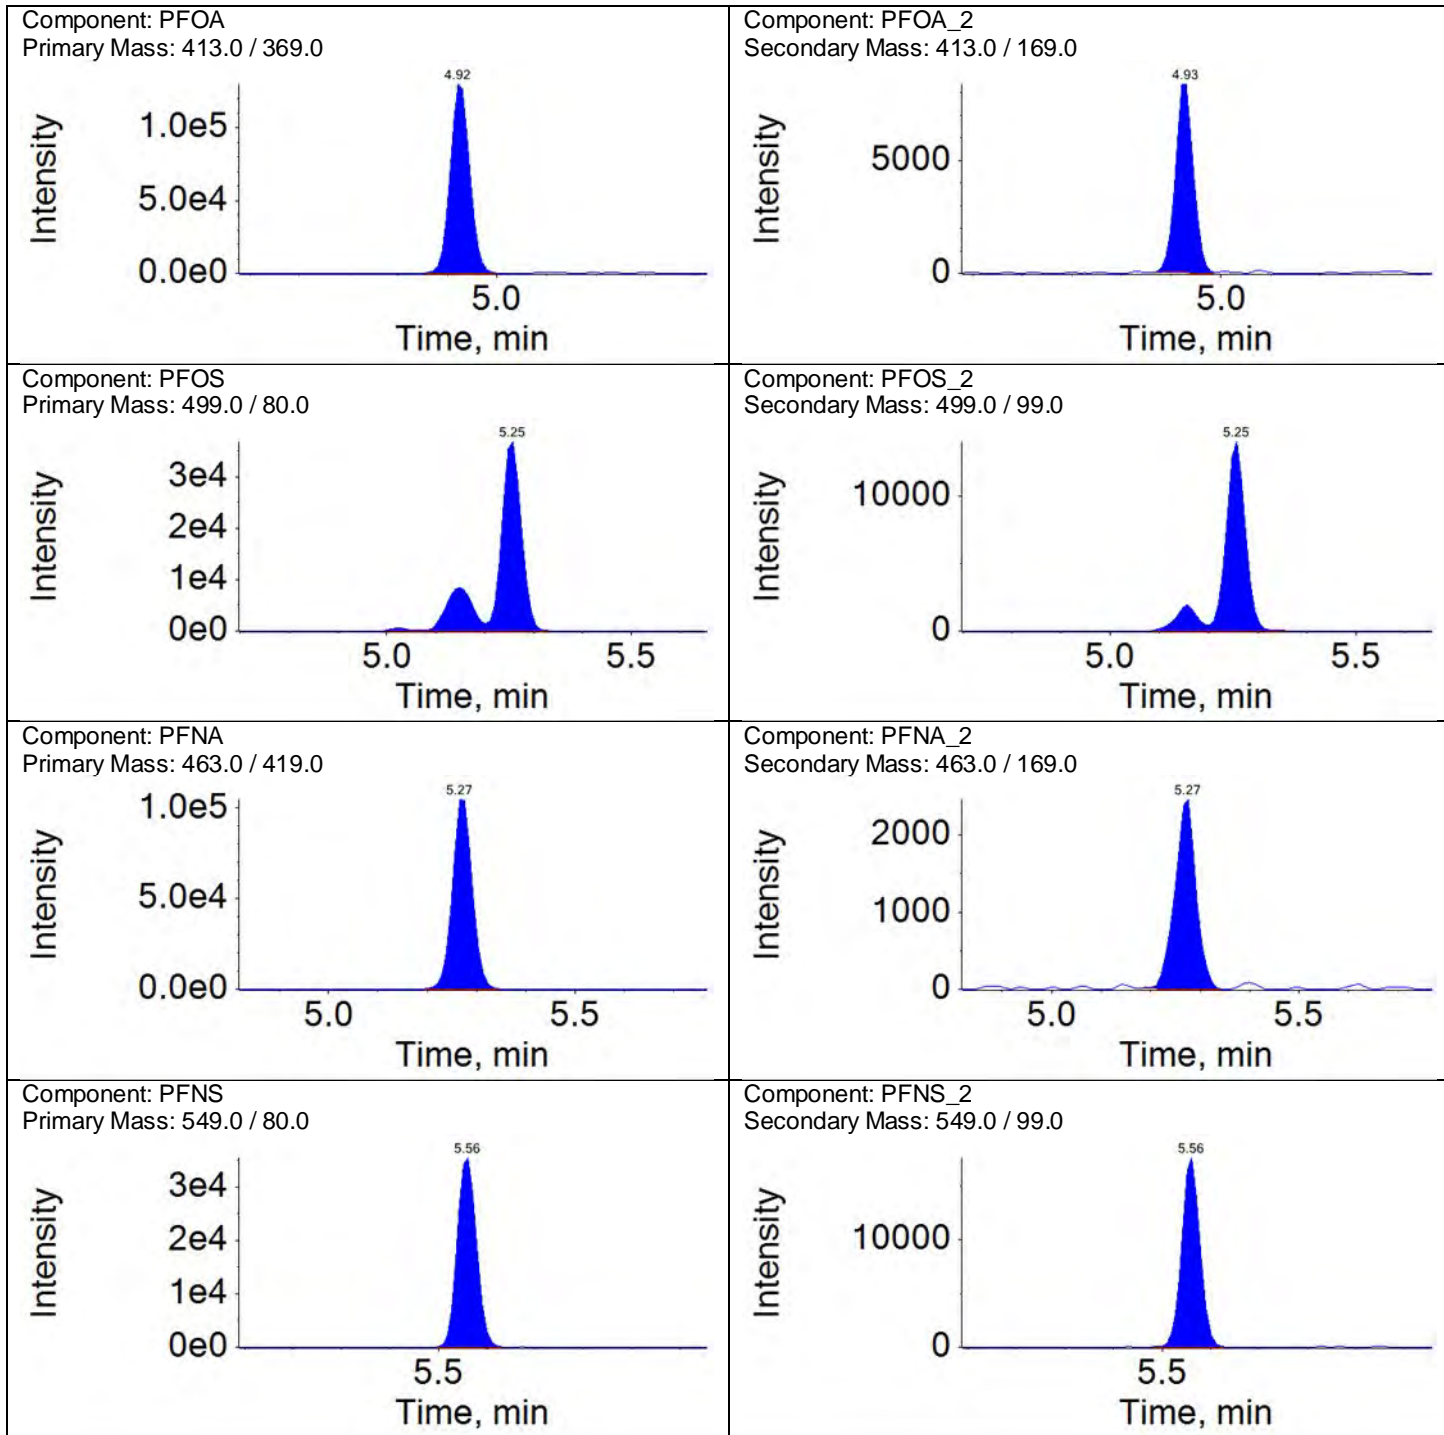 Component: PFOA
Primary Mass: 413.0 / 369.0
4.92
Intensity
1.0e5
5.0e4
0.0e0
5.0
Time, min
Component: PFOA_2
Secondary Mass: 413.0 / 169.0
4.93
Intensity
5000
0
5.0
Time, min
Component: PFOS
Primary Mass: 499.0 / 80.0
5.25
Intensity
3e4
2e4
1e4
0e0
5.0 5.5
Time, min
Component: PFOS_2
Secondary Mass: 499.0 / 99.0
5.25
Intensity
10000
0
5.0 5.5
Time, min
Component: PFNA
Primary Mass: 463.0 / 419.0
5.27
Intensity
1.0e5
5.0e4
0.0e0
5.0 5.5
Time, min
Component: PFNA_2
Secondary Mass: 463.0 / 169.0
5.27
Intensity
2000
1000
0
5.0 5.5
Time, min
Component: PFNS
Primary Mass: 549.0 / 80.0
5.56
Intensity
3e4
2e4
1e4
0e0
5.5
Time, min
Component: PFNS_2
Secondary Mass: 549.0 / 99.0
5.56
Intensity
10000
0
5.5
Time, min